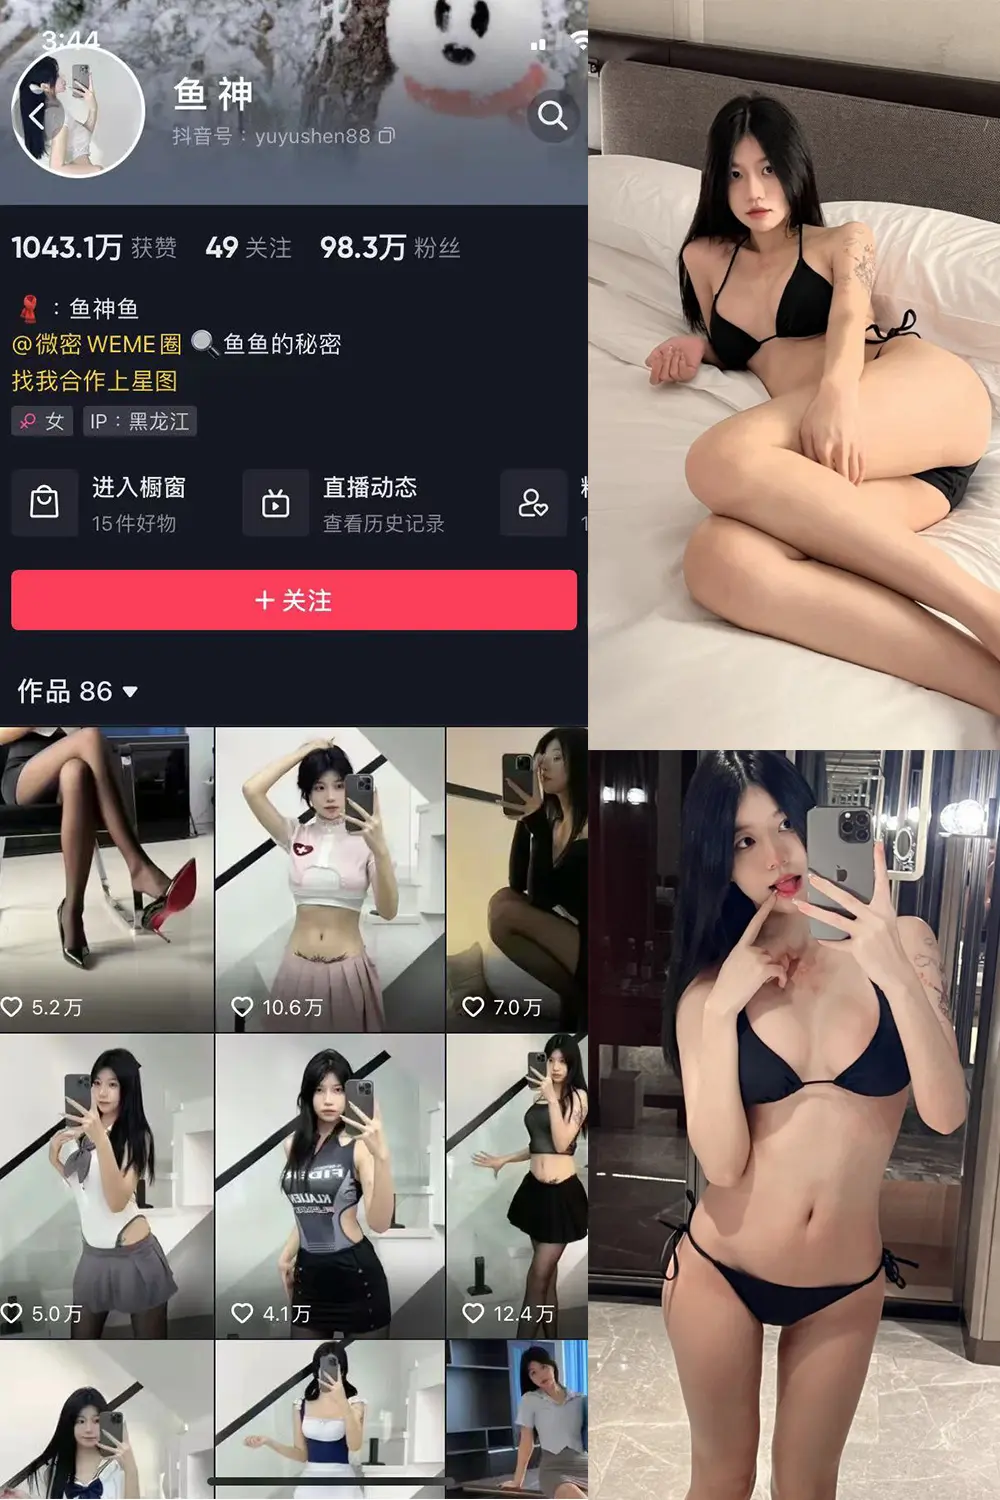 3:44
鱼 神
抖音号：yuyushen88
1043.1万 获赞 49 关注 98.3万 粉丝
：鱼神鱼
@微密 WEME圈 🔍鱼鱼的秘密
找我合作上星图
女 IP：黑龙江
进入橱窗
15件好物
直播动态
查看历史记录
+ 关注
作品 86
5.2万
10.6万
7.0万
5.0万
4.1万
12.4万